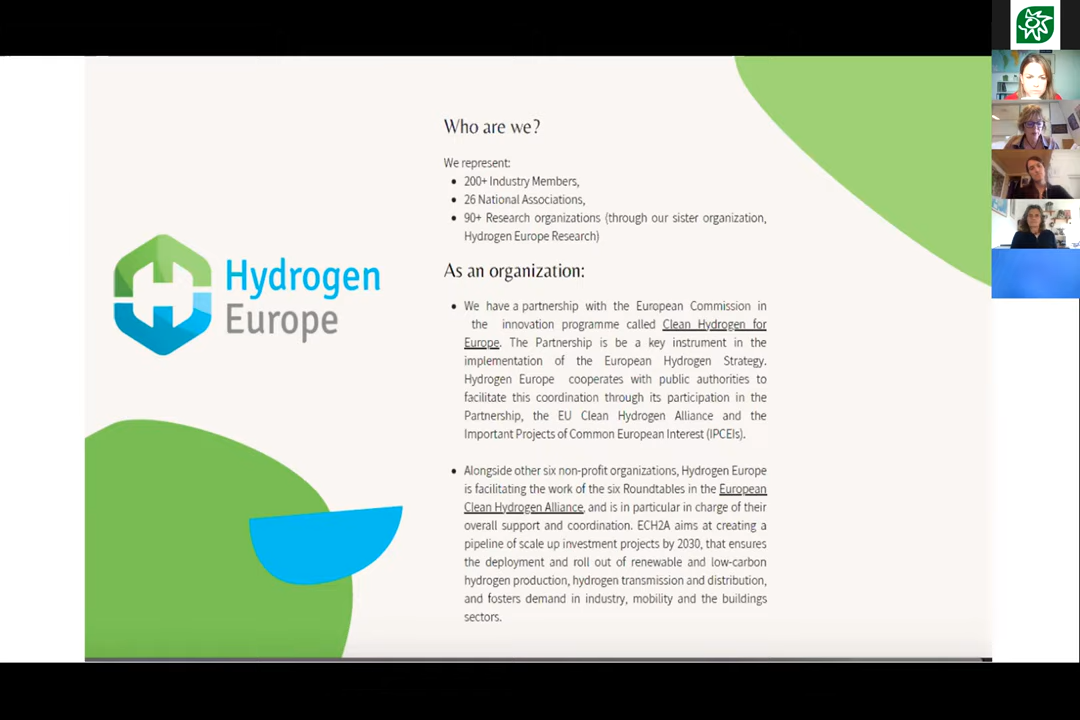 Hydrogen
Europe
Who are we?
We represent:
• 200+ Industry Members,
• 26 National Associations,
• 90+ Research organizations (through our sister organization,
Hydrogen Europe Research)
As an organization:
• We have a partnership with the European Commission in
the innovation programme called Clean Hydrogen for
Europe. The Partnership is be a key instrument in the
implementation of the European Hydrogen Strategy.
Hydrogen Europe cooperates with public authorities to
facilitate this coordination through its participation in the
Partnership, the EU Clean Hydrogen Alliance and the
Important Projects of Common European Interest (IPCEIs).
• Alongside other six non-profit organizations, Hydrogen Europe
is facilitating the work of the six Roundtables in the European
Clean Hydrogen Alliance, and is in particular in charge of their
overall support and coordination. ECH2A aims at creating a
pipeline of scale up investment projects by 2030, that ensures
the deployment and roll out of renewable and low-carbon
hydrogen production, hydrogen transmission and distribution,
and fosters demand in industry, mobility and the buildings
sectors.